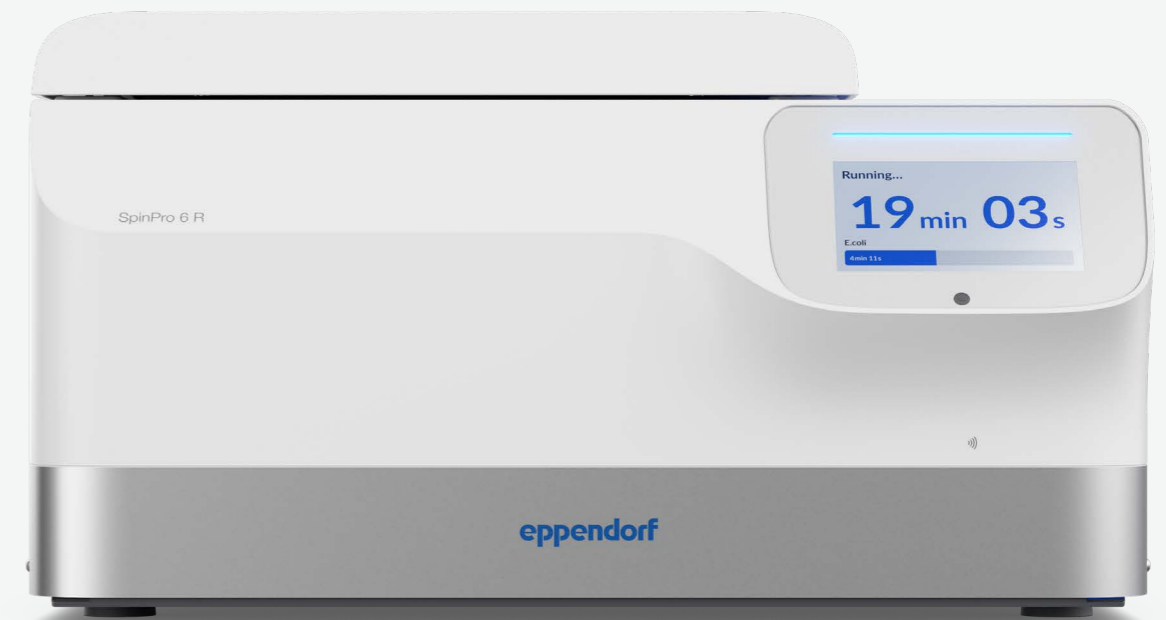 SpinPro 6 R
Running...
19 min 03 s
E.coli
4min 11s
eppendorf